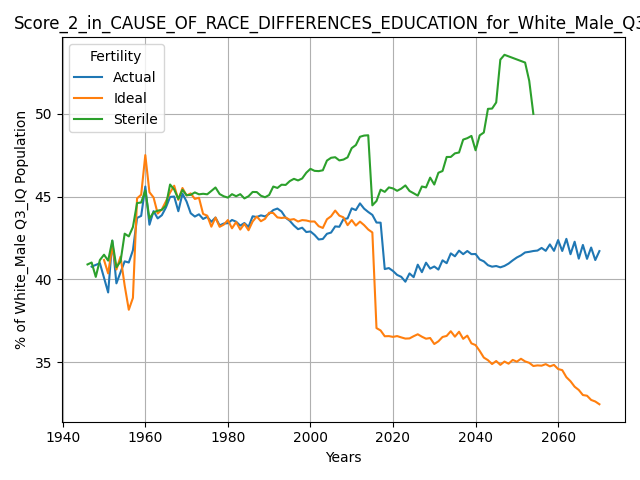 Score_2_in_CAUSE_OF_RACE_DIFFERENCES_EDUCATION_for_White_Male_Q3
Fertility
Actual
Ideal
Sterile
% of White_Male Q3_IQ Population
50
45
40
35
1940
1960
1980
2000
2020
2040
2060
Years